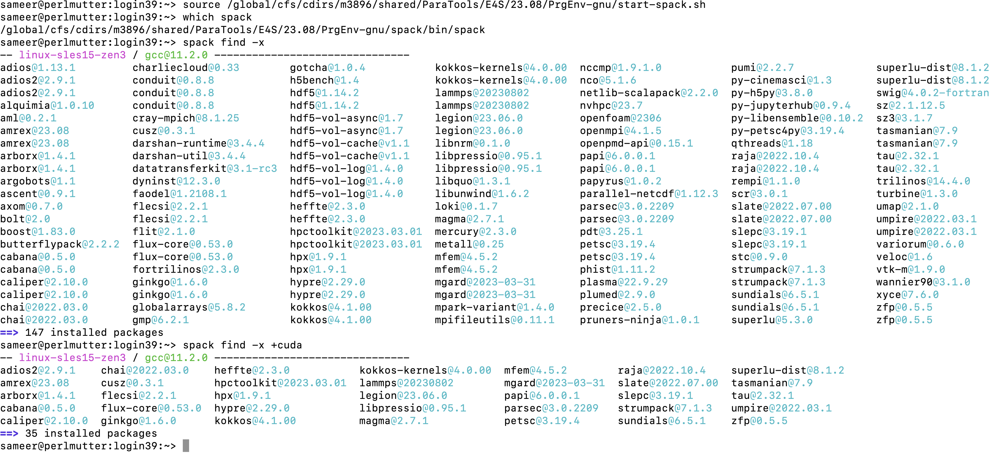 sameer@perlmutter:login39:~> source /global/cfs/cdirs/m3896/shared/ParaTools/E4S/23.08/PrgEnv-gnu/start-spack.sh
sameer@perlmutter:login39:~> which spack
/global/cfs/cdirs/m3896/shared/ParaTools/E4S/23.08/PrgEnv-gnu/spack/bin/spack
sameer@perlmutter:login39:~> spack find -x
-- linux-sles15-zen3 / gcc@11.2.0 -------------------------------
adios@1.13.1 charliecloud@0.33 gotcha@1.0.4 kokkos-kernels@4.0.00 nccmp@1.9.1.0 pumi@2.2.7 superlu-dist@8.1.2
adios2@2.9.1 conduit@0.8.8 h5bench@1.4 kokkos-kernels@4.0.00 nco@5.1.6 py-cinemasci@1.3 superlu-dist@8.1.2
adios2@2.9.1 conduit@0.8.8 hdf5@1.14.2 lammps@20230802 netlib-scalapack@2.2.0 py-h5py@3.8.0 swig@4.0.2-fortran
alquimia@1.0.10 conduit@0.8.8 hdf5@1.14.2 lammps@20230802 nvhpc@23.7 py-jupyterhub@0.9.4 sz@2.1.12.5
aml@0.2.1 cray-mpich@8.1.25 hdf5-vol-async@1.7 legion@23.06.0 openfoam@2306 py-libensemble@0.10.2 sz3@3.1.7
amrex@23.08 cusz@0.3.1 hdf5-vol-async@1.7 legion@23.06.0 openmpi@4.1.5 py-petsc4py@3.19.4 tasmanian@7.9
amrex@23.08 darshan-runtime@3.4.4 hdf5-vol-cache@v1.1 libnrm@0.1.0 openpmd-api@0.15.1 qthreads@1.18 tasmanian@7.9
arborx@1.4.1 darshan-util@3.4.4 hdf5-vol-cache@v1.1 libpressio@0.95.1 papi@6.0.0.1 raja@2022.10.4 tau@2.32.1
arborx@1.4.1 datatransferkit@3.1-rc3 hdf5-vol-log@1.4.0 libpressio@0.95.1 papi@6.0.0.1 raja@2022.10.4 tau@2.32.1
argobots@1.1 dyninst@12.3.0 hdf5-vol-log@1.4.0 libquo@1.3.1 papyrus@1.0.2 rempi@1.1.0 trilinos@14.4.0
ascent@0.9.1 faodel@1.2108.1 hdf5-vol-log@1.4.0 libunwind@1.6.2 parallel-netcdf@1.12.3 scr@3.0.1 turbine@1.3.0
axom@0.7.0 flecsi@2.2.1 heffte@2.3.0 loki@0.1.7 parsec@3.0.2209 slate@2022.07.00 umap@2.1.0
bolt@2.0 flecsi@2.2.1 heffte@2.3.0 magma@2.7.1 parsec@3.0.2209 slate@2022.07.00 umpire@2022.03.1
boost@1.83.0 flit@2.1.0 hpctoolkit@2023.03.01 mercury@2.3.0 pdt@3.25.1 slepc@3.19.1 umpire@2022.03.1
butterflypack@2.2.2 flux-core@0.53.0 hpctoolkit@2023.03.01 metall@0.25 petsc@3.19.4 slepc@3.19.1 variorum@0.6.0
cabana@0.5.0 flux-core@0.53.0 hpx@1.9.1 mfem@4.5.2 petsc@3.19.4 stc@0.9.0 veloc@1.6
cabana@0.5.0 fortrilinos@2.3.0 hpx@1.9.1 mfem@4.5.2 phist@1.11.2 strumpack@7.1.3 vtk-m@1.9.0
caliper@2.10.0 ginkgo@1.6.0 hypre@2.29.0 mgard@2023-03-31 plasma@22.9.29 strumpack@7.1.3 wannier90@3.1.0
caliper@2.10.0 ginkgo@1.6.0 hypre@2.29.0 mgard@2023-03-31 plumed@2.9.0 sundials@6.5.1 xyce@7.6.0
chai@2022.03.0 globalarrays@5.8.2 kokkos@4.1.00 mpark-variant@1.4.0 precice@2.5.0 sundials@6.5.1 zfp@0.5.5
chai@2022.03.0 gmp@6.2.1 kokkos@4.1.00 mpifileutils@0.11.1 pruners-ninja@1.0.1 superlu@5.3.0 zfp@0.5.5
==> 147 installed packages
sameer@perlmutter:login39:~> spack find -x +cuda
-- linux-sles15-zen3 / gcc@11.2.0 -------------------------------
adios2@2.9.1 chai@2022.03.0 heffte@2.3.0 kokkos-kernels@4.0.00 mfem@4.5.2 raja@2022.10.4 superlu-dist@8.1.2
amrex@23.08 cusz@0.3.1 hpctoolkit@2023.03.01 lammps@20230802 mgard@2023-03-31 slate@2022.07.00 tasmanian@7.9
arborx@1.4.1 flecsi@2.2.1 hpx@1.9.1 legion@23.06.0 papi@6.0.0.1 slepc@3.19.1 tau@2.32.1
cabana@0.5.0 flux-core@0.53.0 hypre@2.29.0 libpressio@0.95.1 parsec@3.0.2209 strumpack@7.1.3 umpire@2022.03.1
caliper@2.10.0 ginkgo@1.6.0 kokkos@4.1.00 magma@2.7.1 petsc@3.19.4 sundials@6.5.1 zfp@0.5.5
==> 35 installed packages
sameer@perlmutter:login39:~>